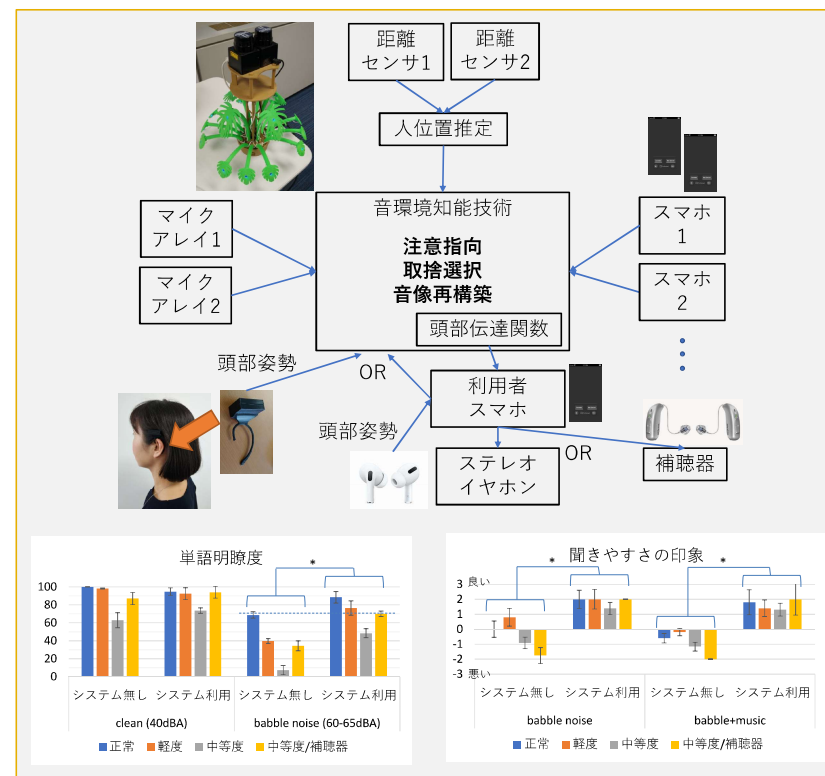 距離
センサ1
距離
センサ2
人位置推定
マイク
アレイ1
マイク
アレイ2
音環境知能技術
注意指向
取捨選択
音像再構築
頭部伝達関数
スマホ
1
スマホ
2
頭部姿勢
OR
利用者
スマホ
頭部姿勢
ステレオ
イヤホン
OR
補聴器
単語明瞭度
*
100
80
60
40
20
0
システム無し システム利用 システム無し システム利用
clean (40dBA) babble noise (60-65dBA)
正常 軽度 中等度 中等度/補聴器
聞きやすさの印象
* *
3 良い
2
1
0
-1
-2
-3 悪い
システム無し システム利用 システム無し システム利用
babble noise babble+music
正常 軽度 中等度 中等度/補聴器